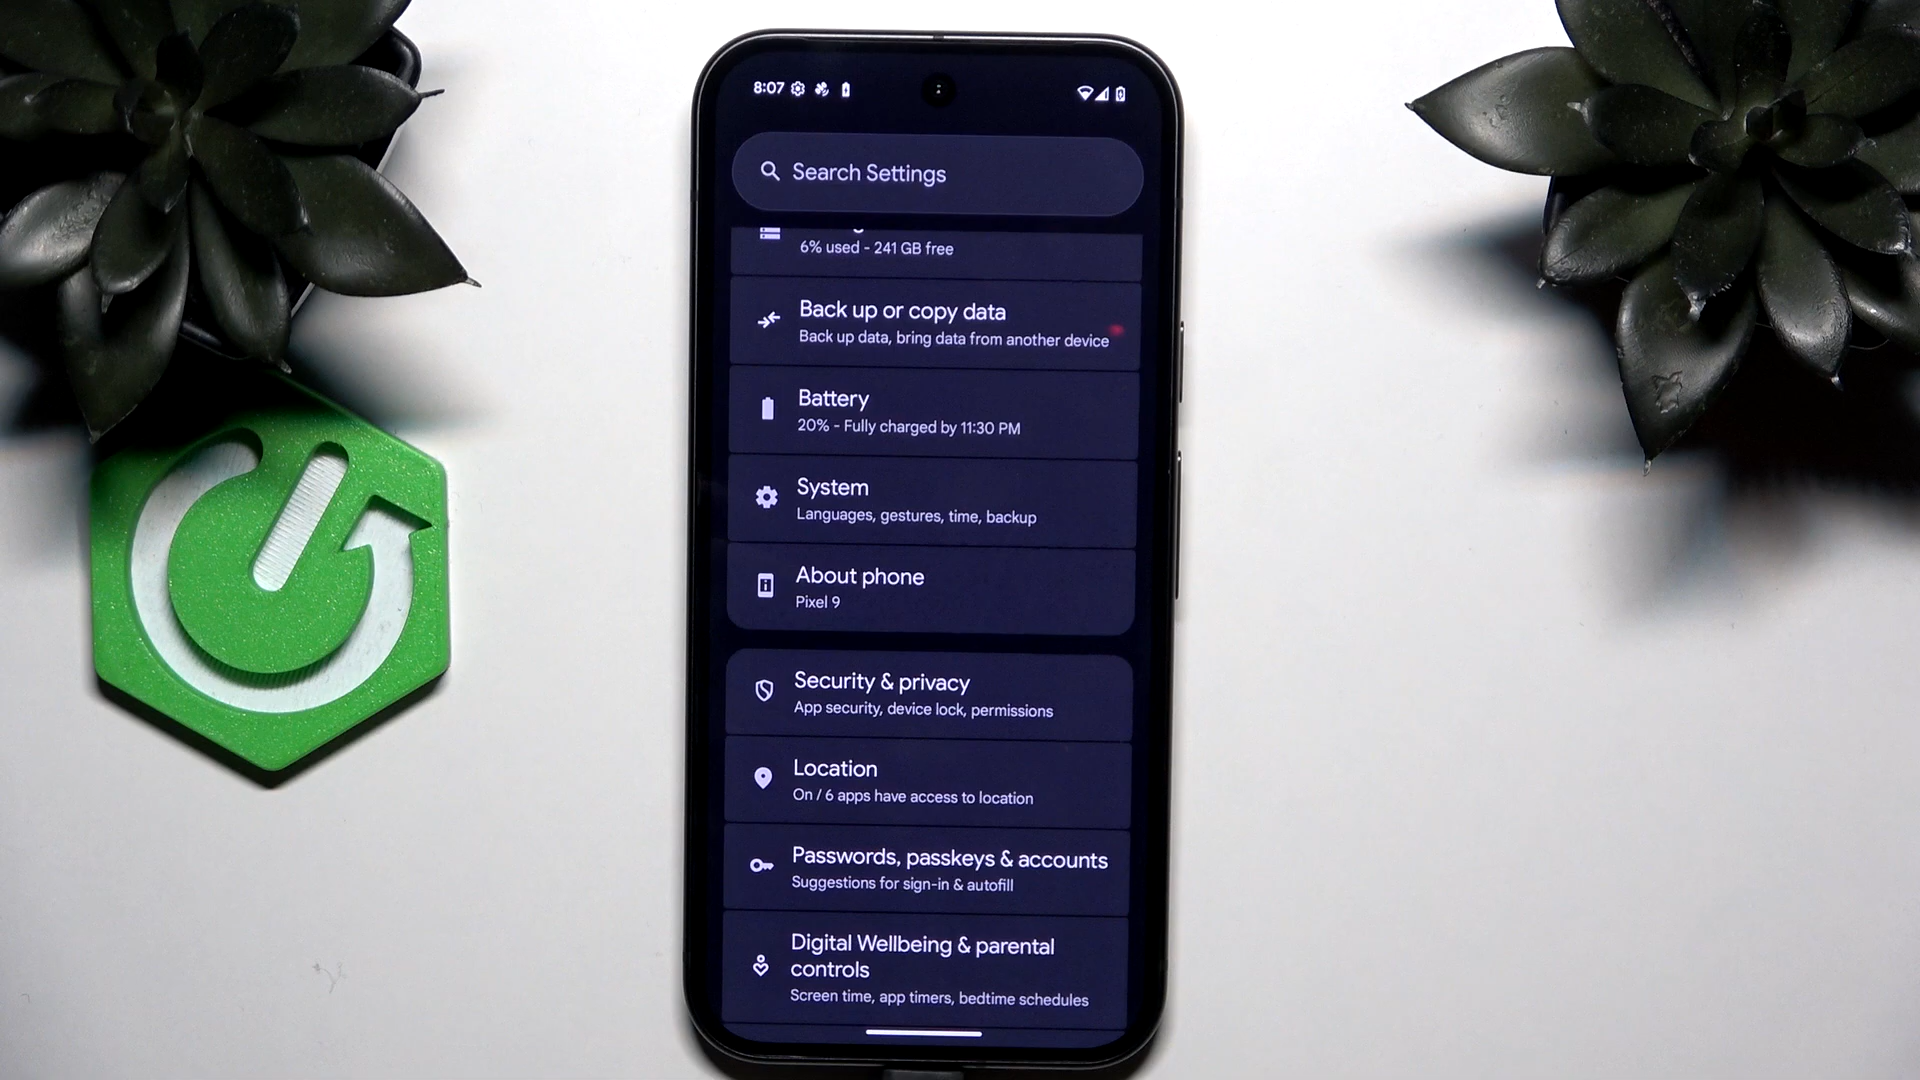 8:07
Search Settings
6% used - 241 GB free
Back up or copy data
Back up data, bring data from another device
Battery
20% - Fully charged by 11:30 PM
System
Languages, gestures, time, backup
About phone
Pixel 9
Security & privacy
App security, device lock, permissions
Location
On / 6 apps have access to location
Passwords, passkeys & accounts
Suggestions for sign-in & autofill
Digital Wellbeing & parental
controls
Screen time, app timers, bedtime schedules